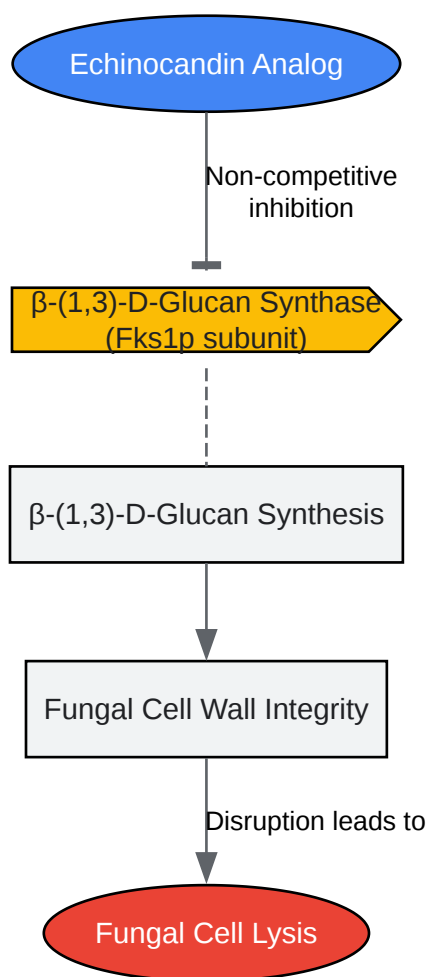 Echinocandin Analog
Non-competitive
inhibition
β-(1,3)-D-Glucan Synthase
(Fks1p subunit)
β-(1,3)-D-Glucan Synthesis
Fungal Cell Wall Integrity
Disruption leads to
Fungal Cell Lysis